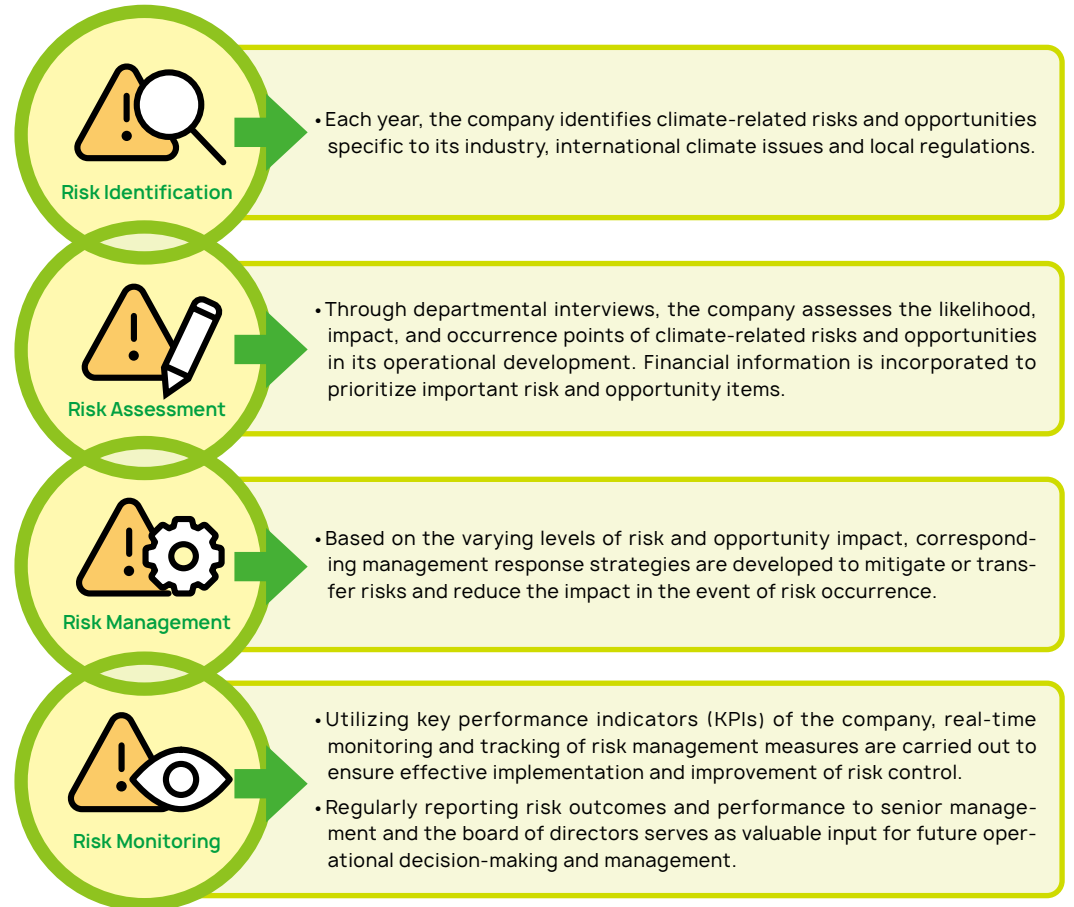 Risk Identification
•Each year, the company identifies climate-related risks and opportunities
specific to its industry, international climate issues and local regulations.
Risk Assessment
•Through departmental interviews, the company assesses the likelihood,
impact, and occurrence points of climate-related risks and opportunities
in its operational development. Financial information is incorporated to
prioritize important risk and opportunity items.
Risk Management
•Based on the varying levels of risk and opportunity impact, correspond-
ing management response strategies are developed to mitigate or trans-
fer risks and reduce the impact in the event of risk occurrence.
Risk Monitoring
•Utilizing key performance indicators (KPIs) of the company, real-time
monitoring and tracking of risk management measures are carried out to
ensure effective implementation and improvement of risk control.
•Regularly reporting risk outcomes and performance to senior manage-
ment and the board of directors serves as valuable input for future oper-
ational decision-making and management.